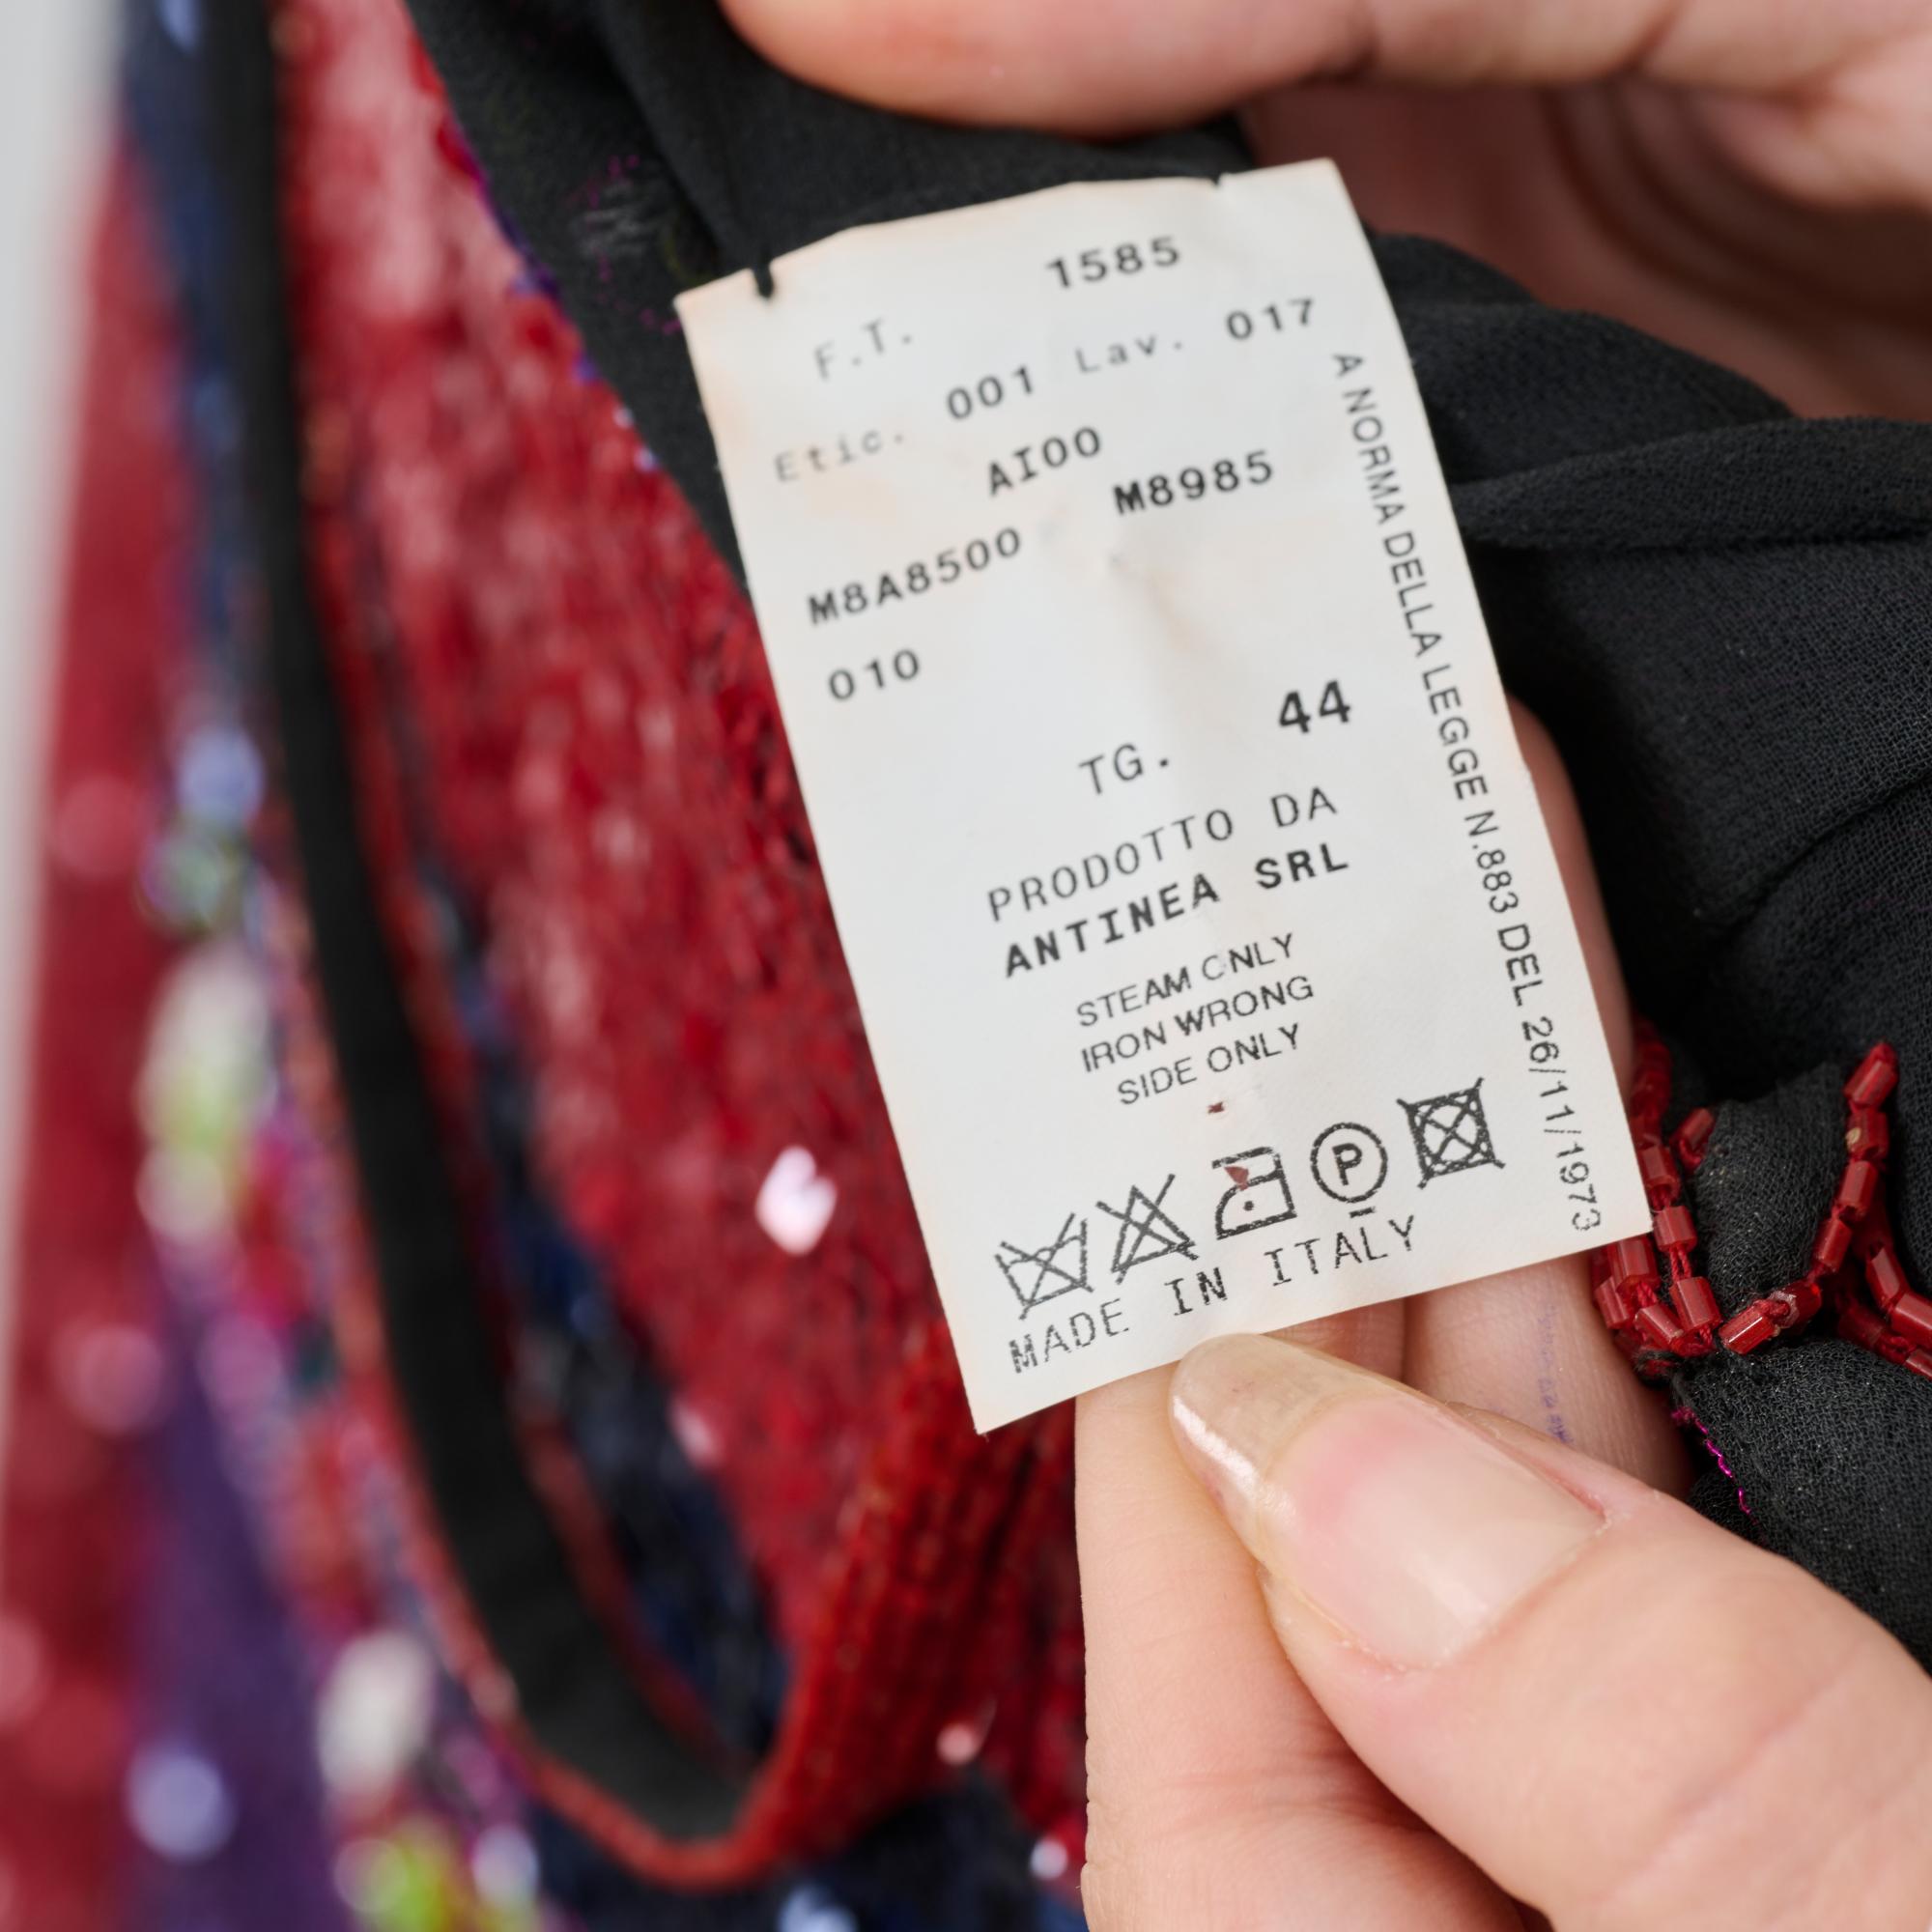 1585
F.T.
Etic. 001 Lav. 017
AI00
M8A8500 M8985
010
TG. 44
PRODOTTO DA
ANTINEA SRL
STEAM ONLY
IRON WRONG
SIDE ONLY
P
MADE IN ITALY
A NORMA DELLA LEGGE N.883 DEL 26/11/1973